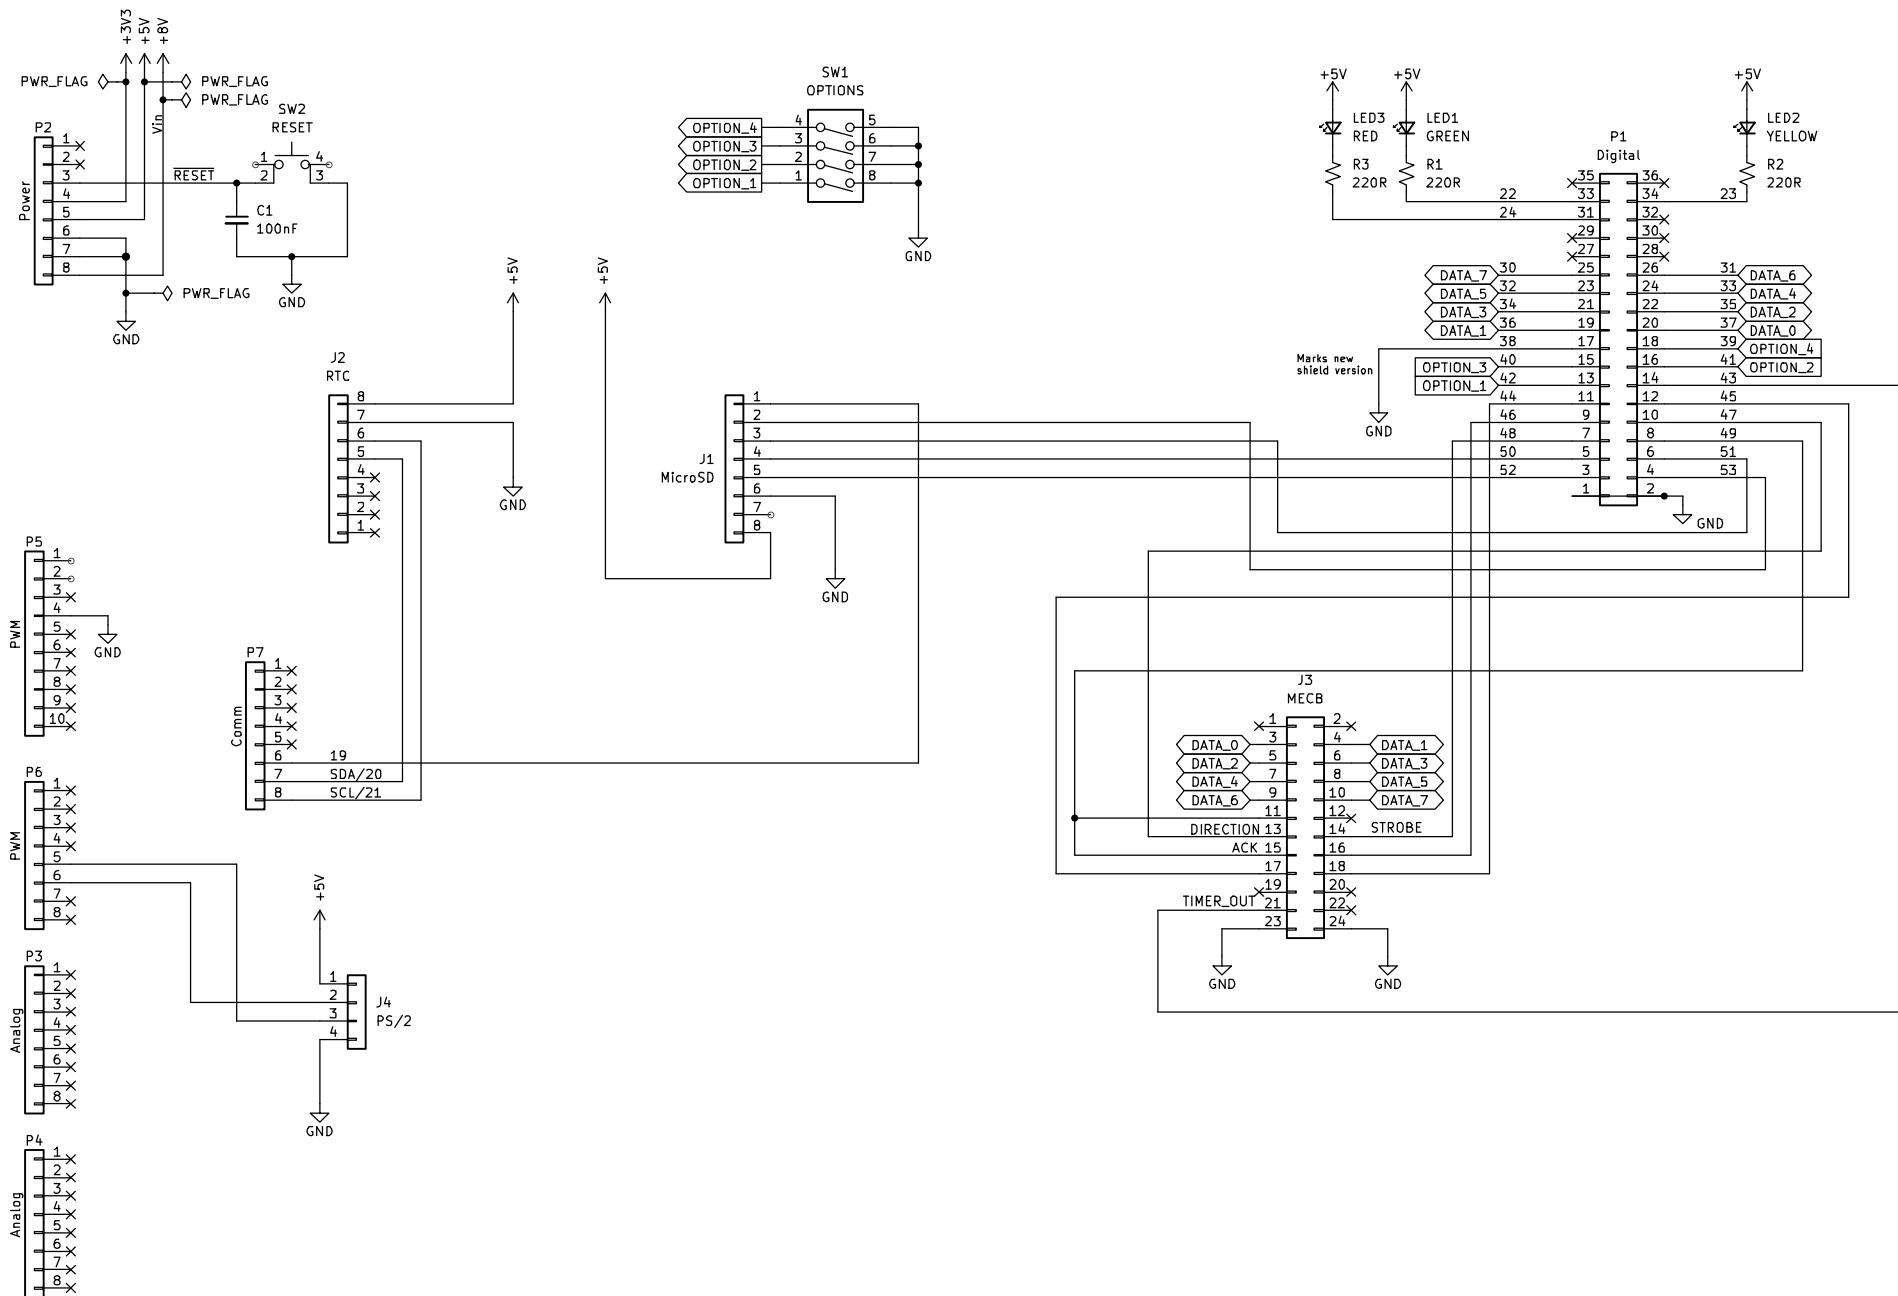 +3V3
+5V
+8V
PWR_FLAG
PWR_FLAG
PWR_FLAG
Vin
P2
Power
1
2
3
4
5
6
7
8
RESET
SW2
RESET
1
4
2
3
C1
100nF
GND
PWR_FLAG
GND
SW1
OPTIONS
OPTION_4 4 5
OPTION_3 3 6
OPTION_2 2 7
OPTION_1 1 8
GND
+5V
LED3
RED
R3
220R
+5V
LED1
GREEN
R1
220R
+5V
LED2
YELLOW
R2
220R
P1
Digital
35 36
22 33 34 23
24 31 32
29 30
27 28
DATA_7 30 25 26 31 DATA_6
DATA_5 32 23 24 33 DATA_4
DATA_3 34 21 22 35 DATA_2
DATA_1 36 19 20 37 DATA_0
38 17 18 39 OPTION_4
OPTION_3 40 15 16 41 OPTION_2
OPTION_1 42 13 14 43
44 11 12 45
46 9 10 47
48 7 8 49
50 5 6 51
52 3 4 53
1 2
GND
Marks new
shield version
GND
J2
RTC
8
7
6
5
4
3
2
1
+5V
GND
+5V
J1
MicroSD
1
2
3
4
5
6
7
8
GND
P5
PWM
1
2
3
4
5
6
7
8
9
10
GND
P7
Comm
1
2
3
4
5
6 19
7 SDA/20
8 SCL/21
J3
MECB
1 2
DATA_0 3 4 DATA_1
DATA_2 5 6 DATA_3
DATA_4 7 8 DATA_5
DATA_6 9 10 DATA_7
11 12
DIRECTION 13 14 STROBE
ACK 15 16
17 18
19 20
TIMER_OUT 21 22
23 24
GND
GND
P6
PWM
1
2
3
4
5
6
7
8
+5V
1
2
3
4
J4
PS/2
GND
P3
Analog
1
2
3
4
5
6
7
8
P4
Analog
1
2
3
4
5
6
7
8